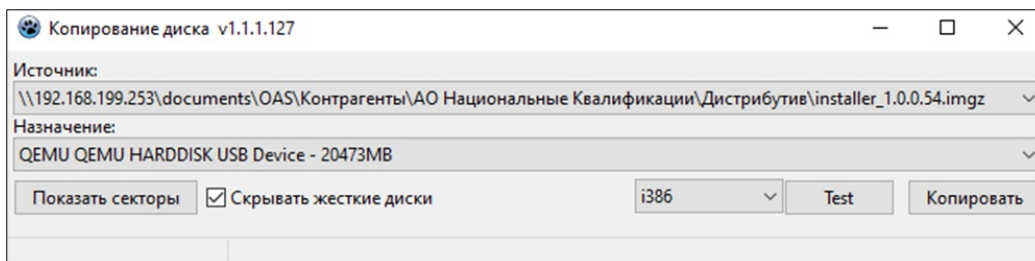 Копирование диска v1.1.1.127
Источник:
\\192.168.199.253\documents\OAS\Контрагенты\АО Национальные Квалификации\Дистрибутив\installer_1.0.0.54.imgz
Назначение:
QEMU QEMU HARDDISK USB Device - 20473MB
Показать секторы Скрывать жесткие диски i386 Test Копировать